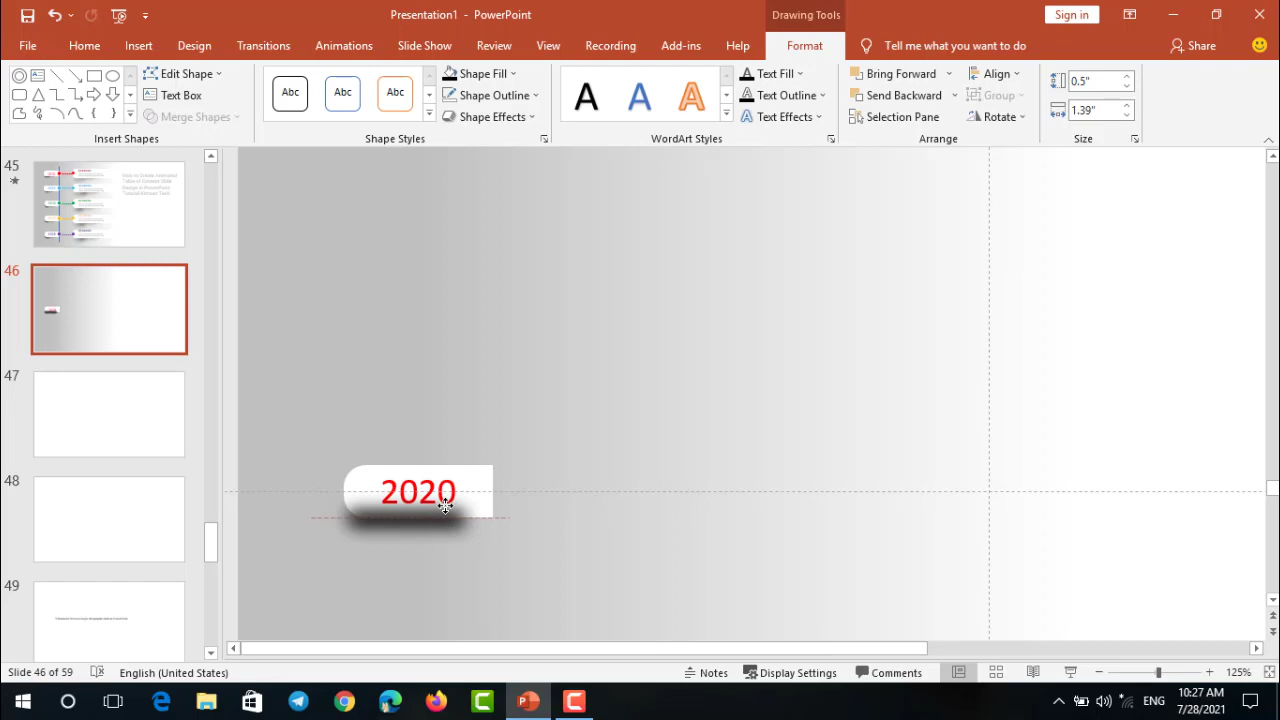 Presentation1 - PowerPoint
Drawing Tools
Sign in
File
Home
Insert
Design
Transitions
Animations
Slide Show
Review
View
Recording
Add-ins
Help
Format
Tell me what you want to do
Share
Edit Shape
Text Box
Merge Shapes
Insert Shapes
Abc
Abc
Abc
Shape Fill
Shape Outline
Shape Effects
Shape Styles
A
A
A
Text Fill
Text Outline
Text Effects
WordArt Styles
Bring Forward
Send Backward
Selection Pane
Align
Group
Rotate
Arrange
0.5"
1.39"
Size
45
46
47
48
49
2020
Slide 46 of 59
English (United States)
Notes
Display Settings
Comments
125%
ENG
10:27 AM
7/28/2021